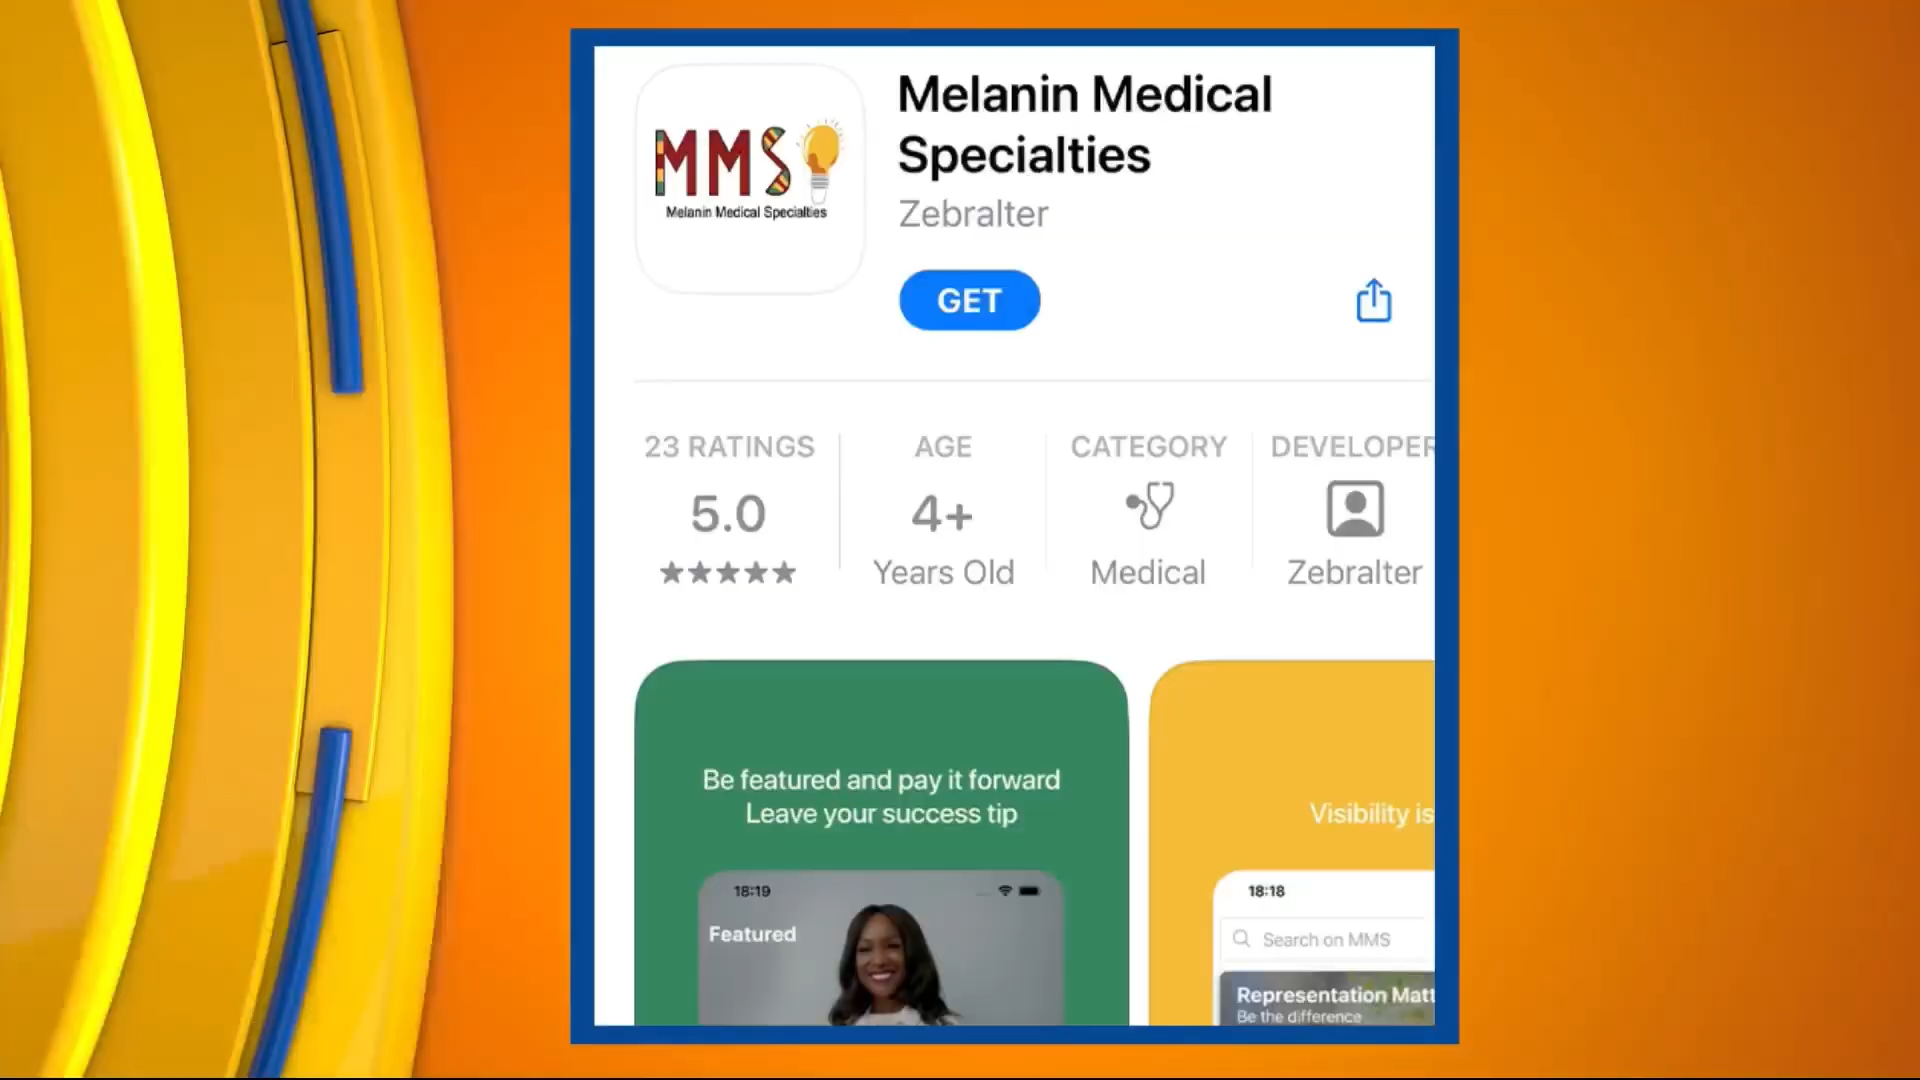 MMS
Melanin Medical Specialties
Melanin Medical
Specialties
Zebralter
GET
23 RATINGS
5.0
★★★★★
AGE
4+
Years Old
CATEGORY
Medical
DEVELOPER
Zebralter
Be featured and pay it forward
Leave your success tip
18:19
Featured
Visibility is
18:18
Search on MMS
Representation Matt
Be the difference